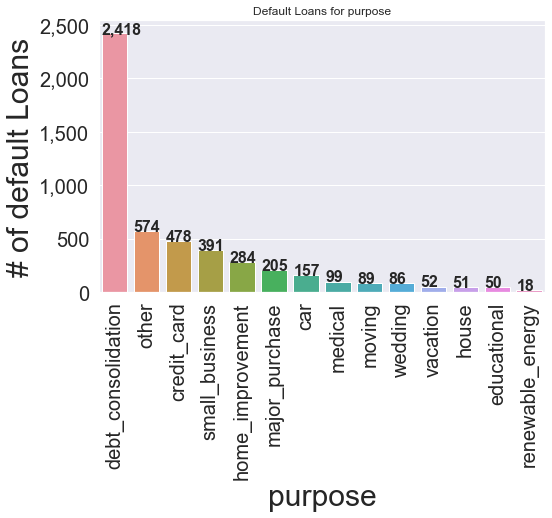 Default Loans for purpose
# of default Loans
2,500
2,000
1,500
1,000
500
0
2,418
574
478
391
284
205
157
99
89
86
52
51
50
18
debt_consolidation
other
credit_card
small_business
home_improvement
major_purchase
car
medical
moving
wedding
vacation
house
educational
renewable_energy
purpose